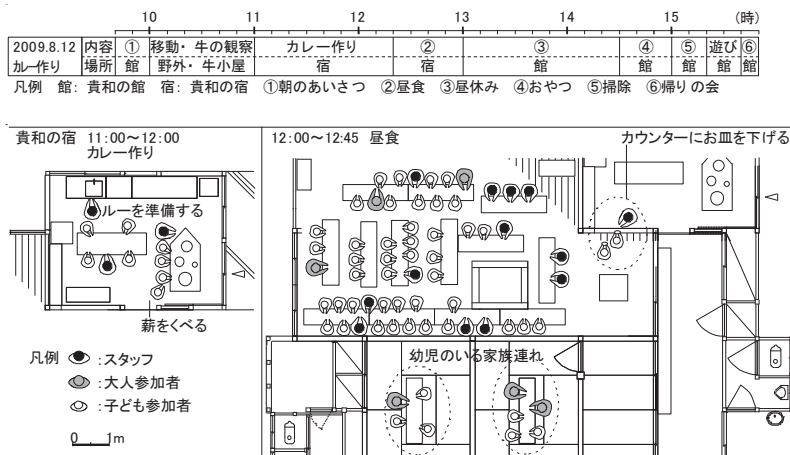 10 11 12 13 14 15 (時)
2009.8.12 内容 ① 移動・牛の観察 カレー作り ② ③ ④ ⑤ 遊び ⑥
カレー作り 場所 館 野外・牛小屋 宿 宿 館 館 館 館 館
凡例 館: 貴和の館 宿: 貴和の宿 ①朝のあいさつ ②昼食 ③昼休み ④おやつ ⑤掃除 ⑥帰りの会
貴和の宿 11:00~12:00
カレー作り
12:00~12:45 昼食
カウンターにお皿を下げる
ルーを準備する
薪をくべる
幼児のいる家族連れ
凡例 :スタッフ
:大人参加者
:子ども参加者
0 1m